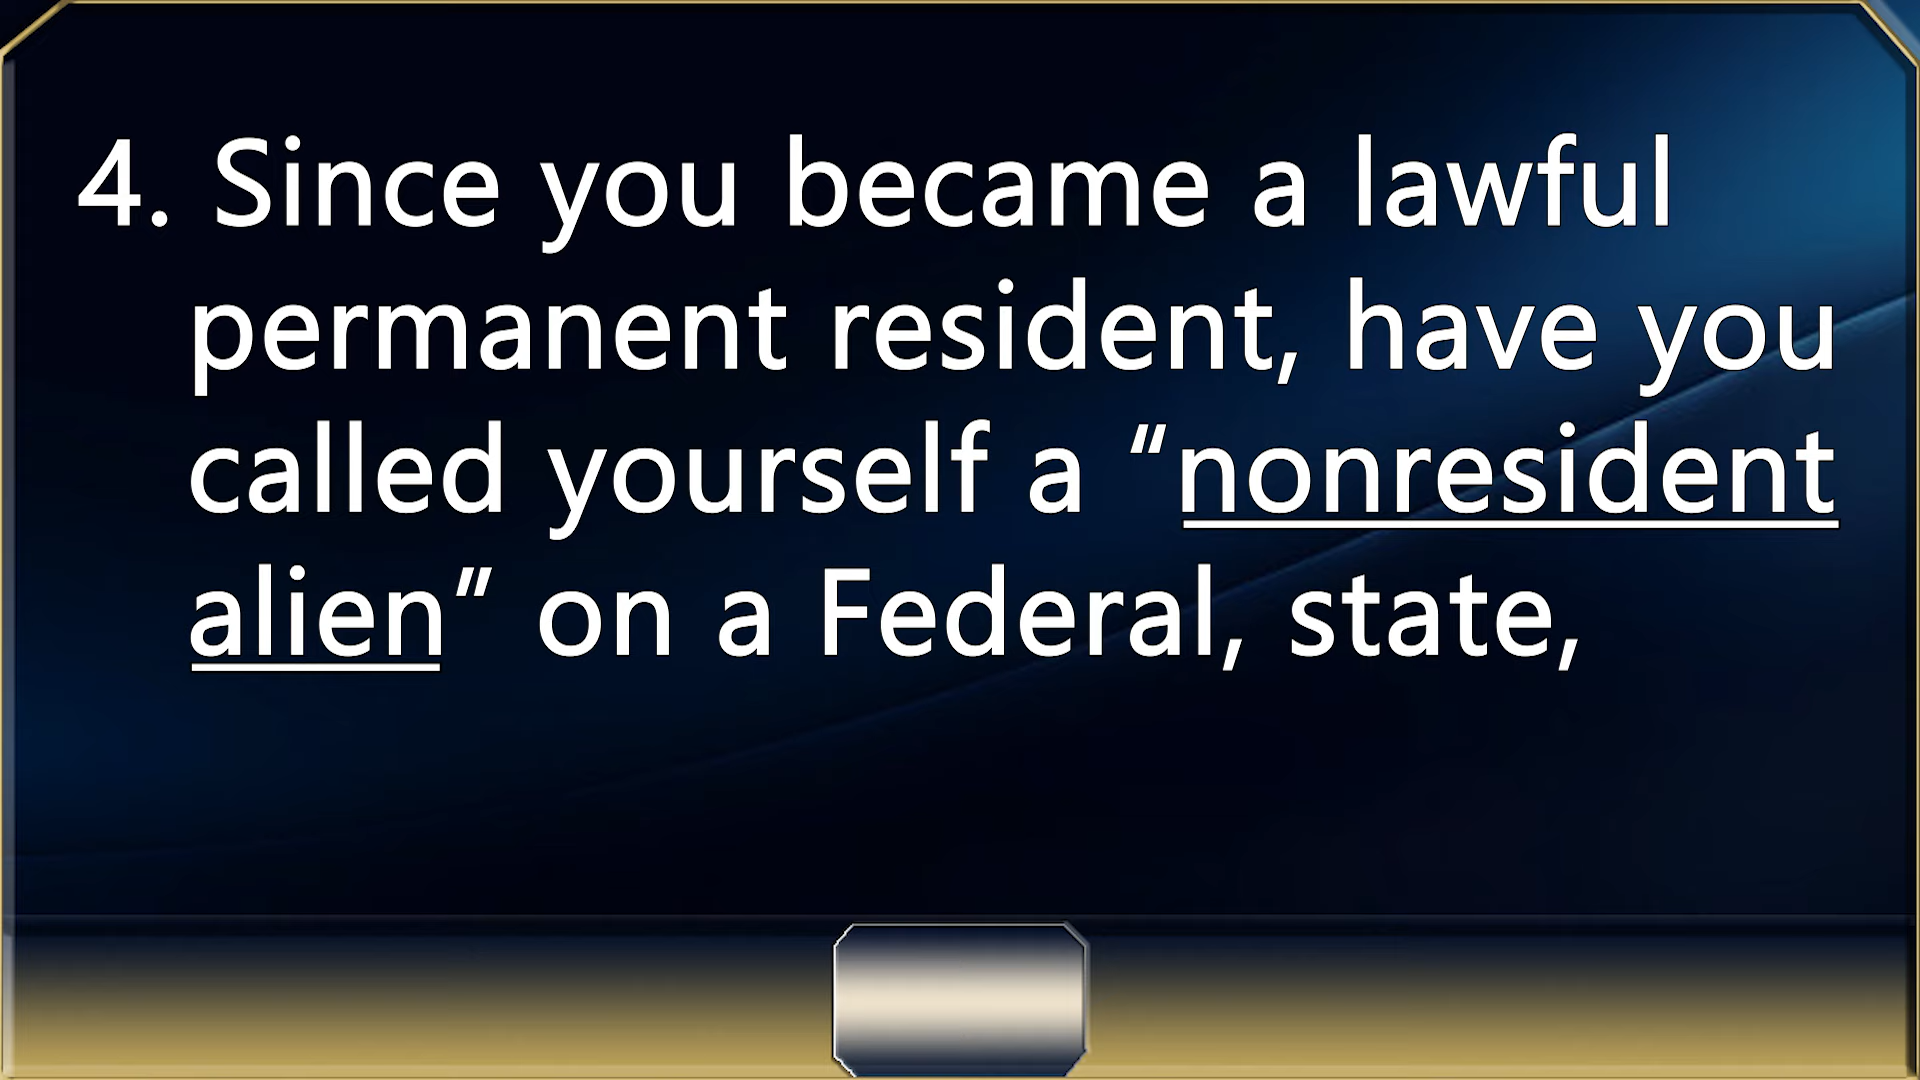 4. Since you became a lawful
permanent resident, have you
called yourself a “nonresident
alien” on a Federal, state,